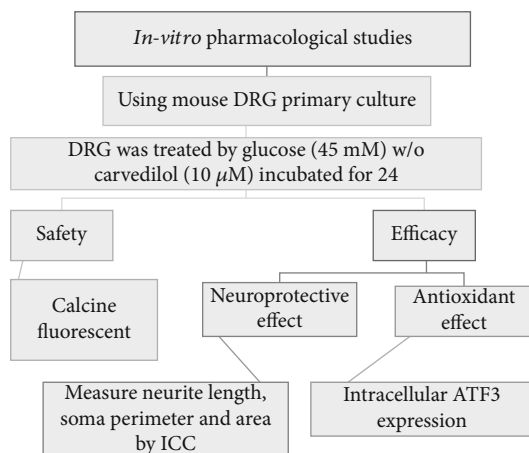 In-vitro pharmacological studies
Using mouse DRG primary culture
DRG was treated by glucose (45 mM) w/o
carvedilol (10 μM) incubated for 24
Safety
Efficacy
Calcine
fluorescent
Neuroprotective
effect
Antioxidant
effect
Measure neurite length,
soma perimeter and area
by ICC
Intracellular ATF3
expression